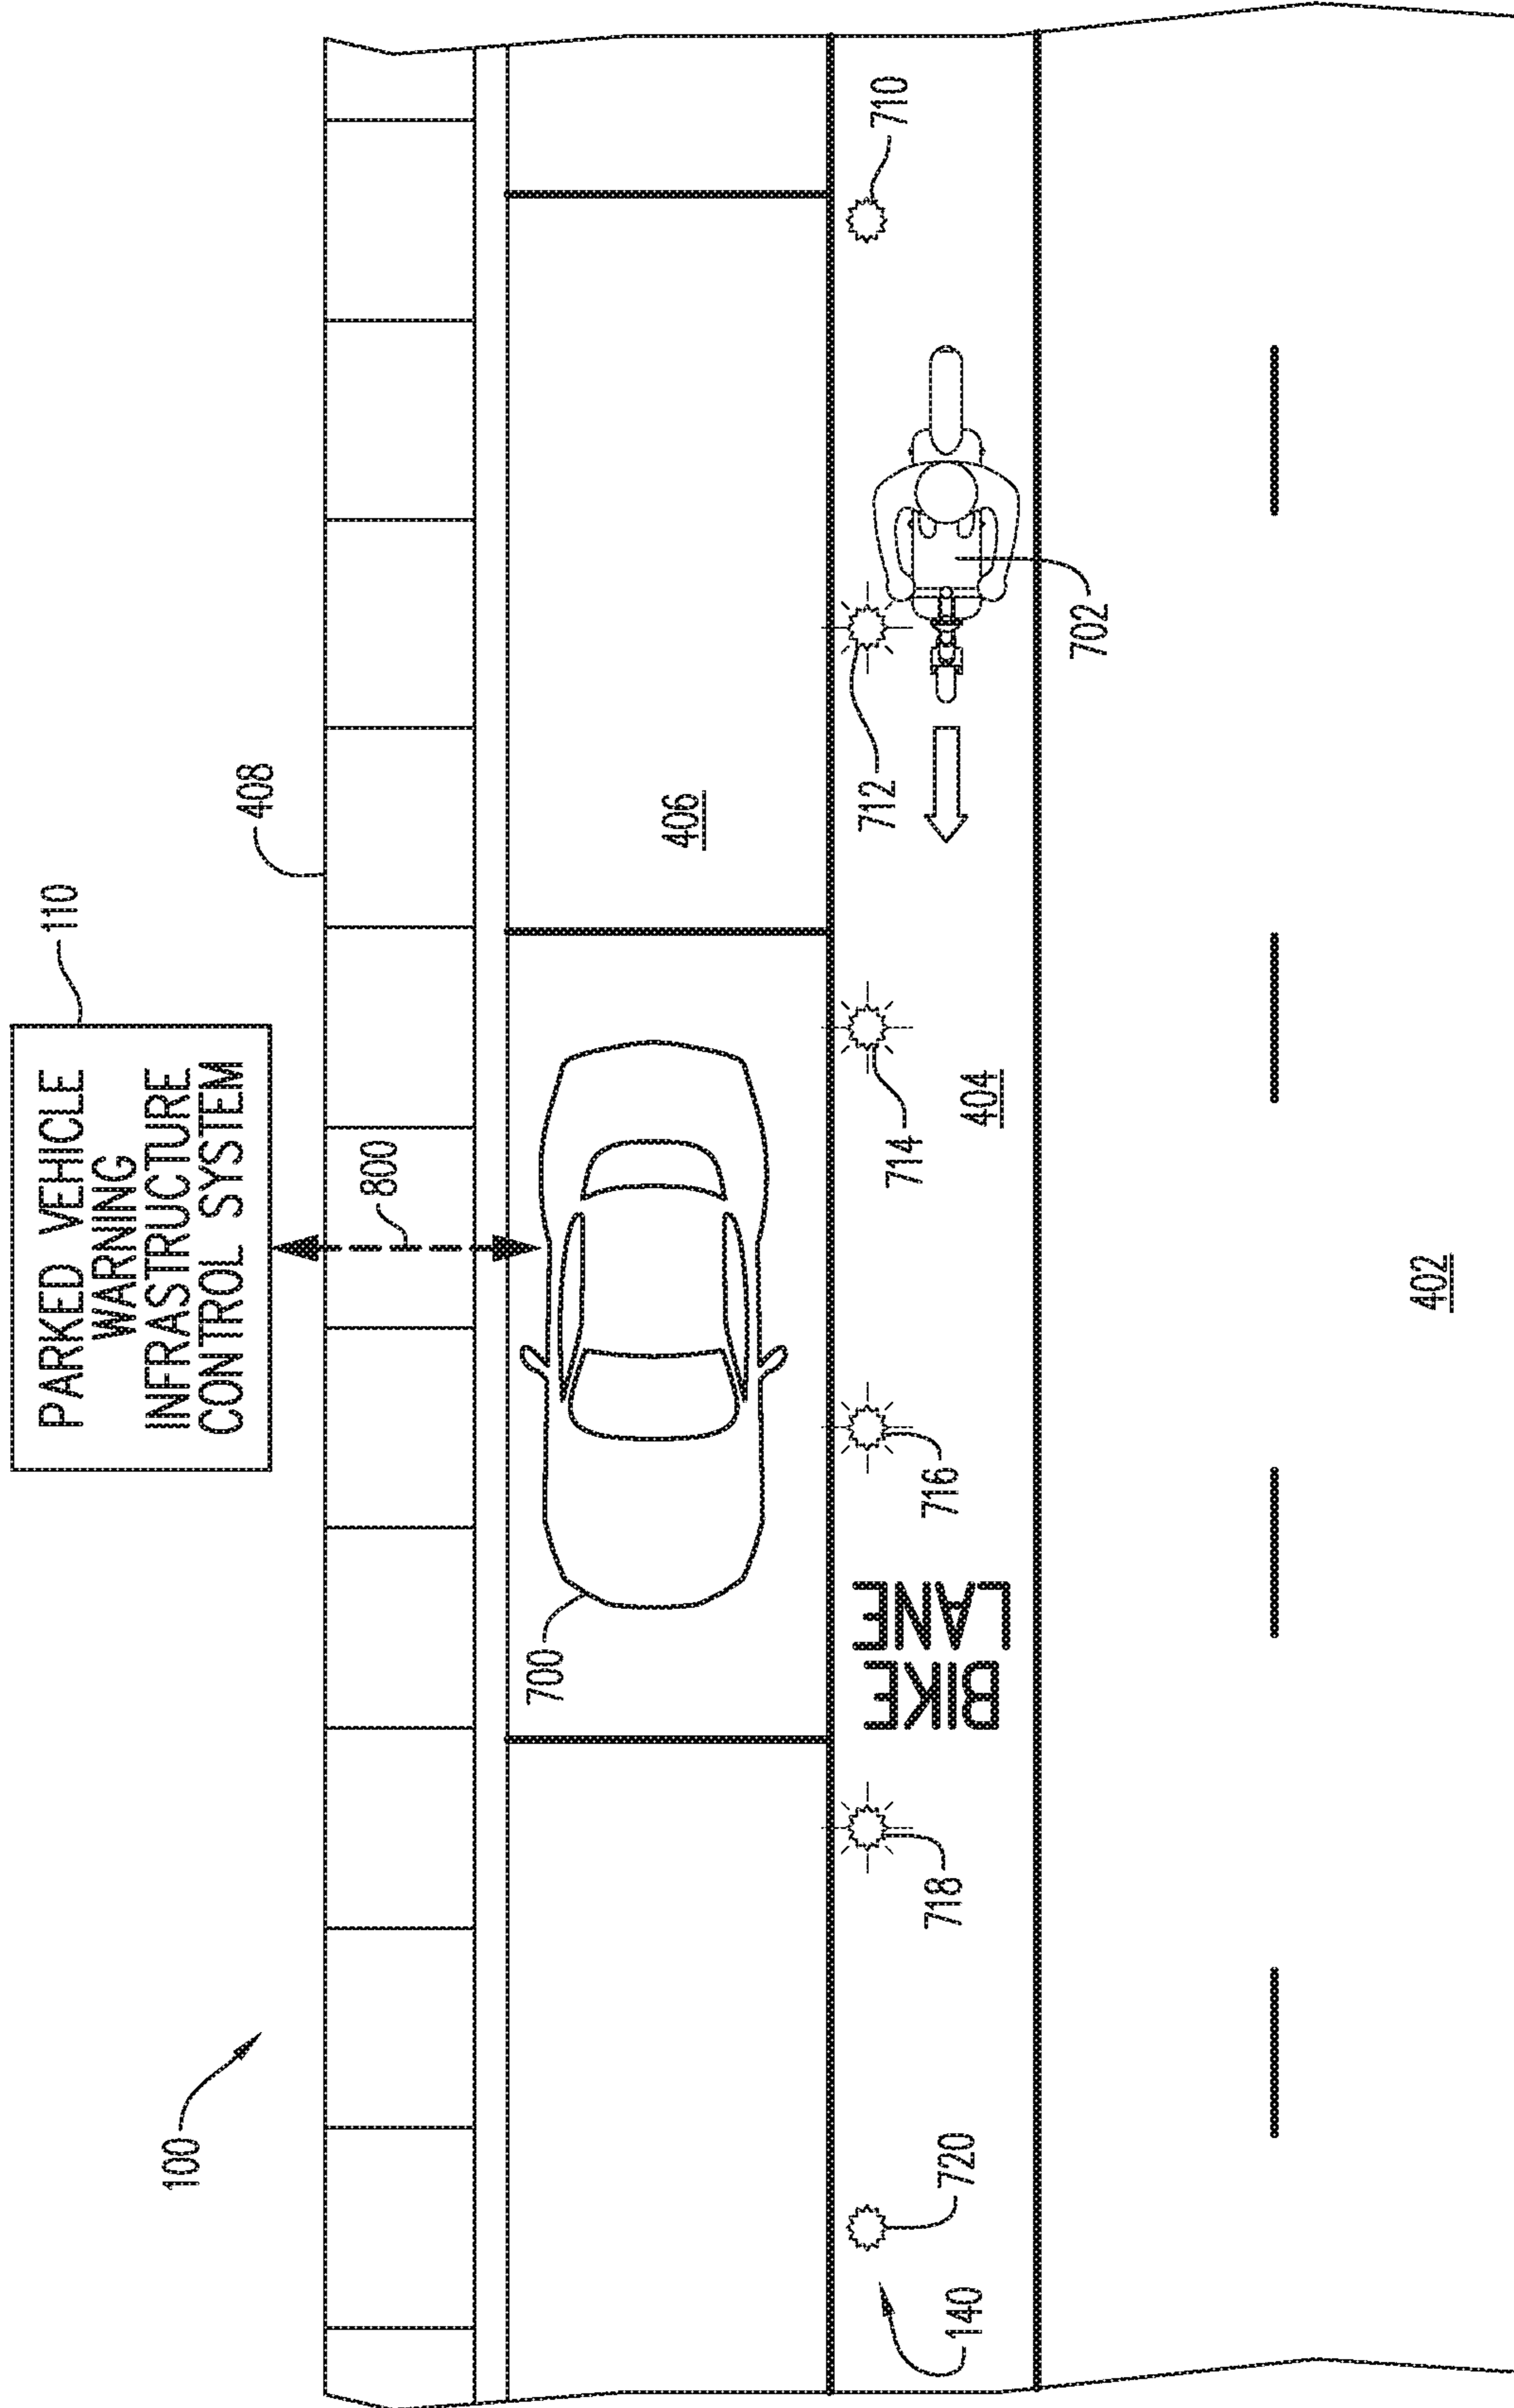 100
PARKED VEHICLE
WARNING
INFRASTRUCTURE
CONTROL SYSTEM
110
408
800
700
406
140
720
718
BIKE
LANE
716
714
404
712
702
710
402